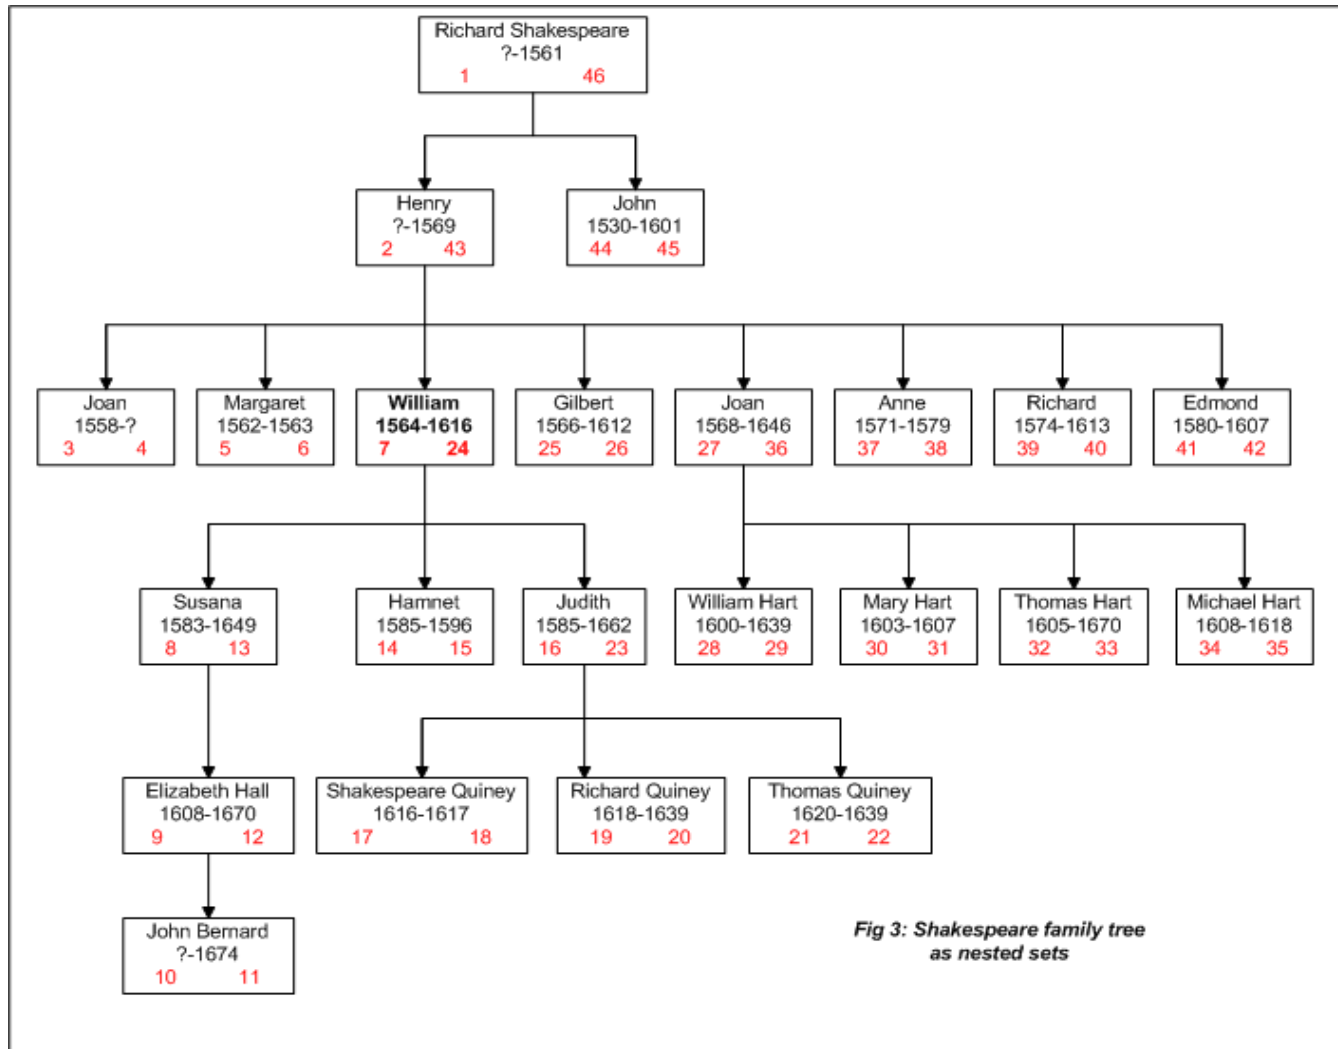 Richard Shakespeare
?-1561
1 46
Henry
?-1569
2 43
John
1530-1601
44 45
Joan
1558-?
3 4
Margaret
1562-1563
5 6
William
1564-1616
7 24
Gilbert
1566-1612
25 26
Joan
1568-1646
27 36
Anne
1571-1579
37 38
Richard
1574-1613
39 40
Edmond
1580-1607
41 42
Susana
1583-1649
8 13
Hamnet
1585-1596
14 15
Judith
1585-1662
16 23
William Hart
1600-1639
28 29
Mary Hart
1603-1607
30 31
Thomas Hart
1605-1670
32 33
Michael Hart
1608-1618
34 35
Elizabeth Hall
1608-1670
9 12
Shakespeare Quiney
1616-1617
17 18
Richard Quiney
1618-1639
19 20
Thomas Quiney
1620-1639
21 22
John Bernard
?-1674
10 11
Fig 3: Shakespeare family tree
as nested sets